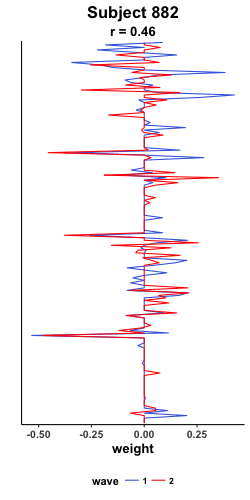 Subject 882
r = 0.46
-0.50 -0.25 0.00 0.25
weight
wave 1 2